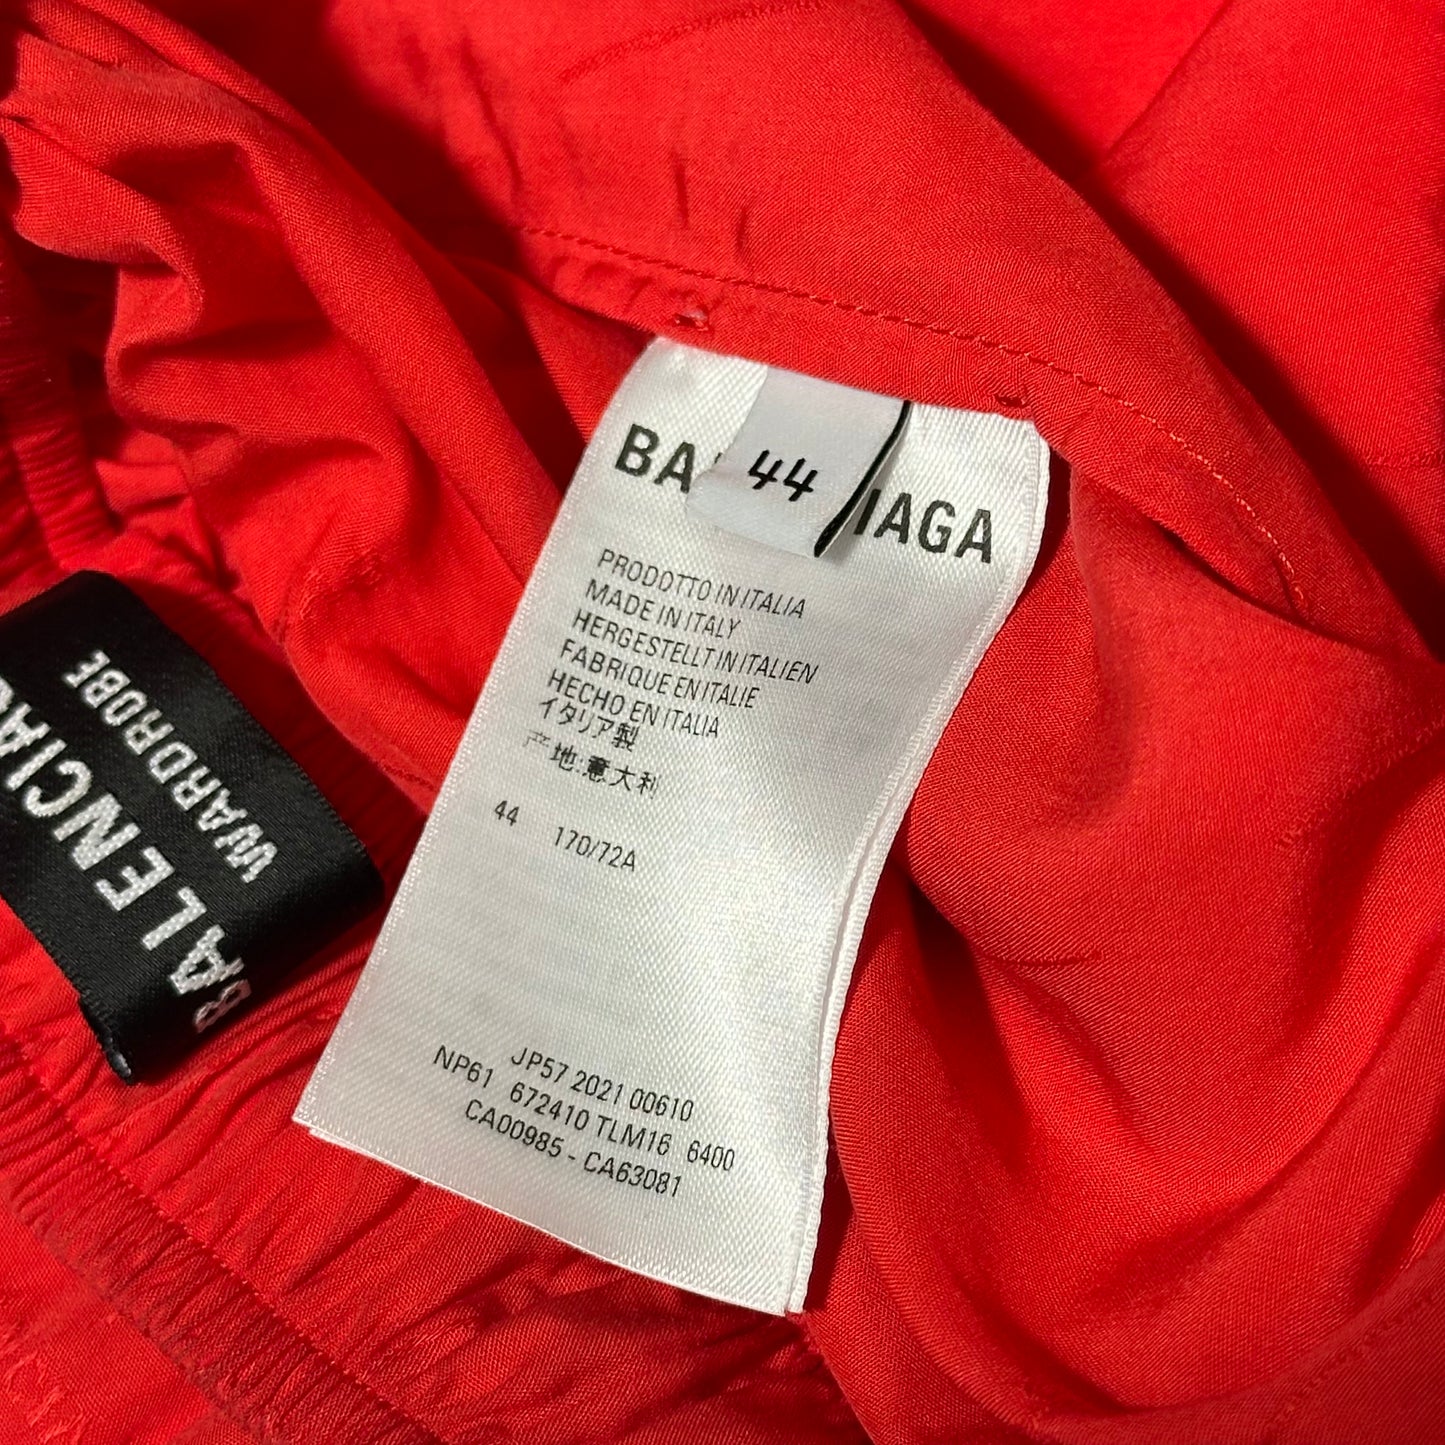 BA
44
IAGA
PRODOTTO IN ITALIA
MADE IN ITALY
HERGESTELLT IN ITALIEN
FABRIQUE EN ITALIE
HECHO EN ITALIA
イタリア製
产地:意大利
44 170/72A
JP57 2021 00610
NP61 672410 TLM16 6400
CA00985 - CA63081
BALENCIA
WARDROBE